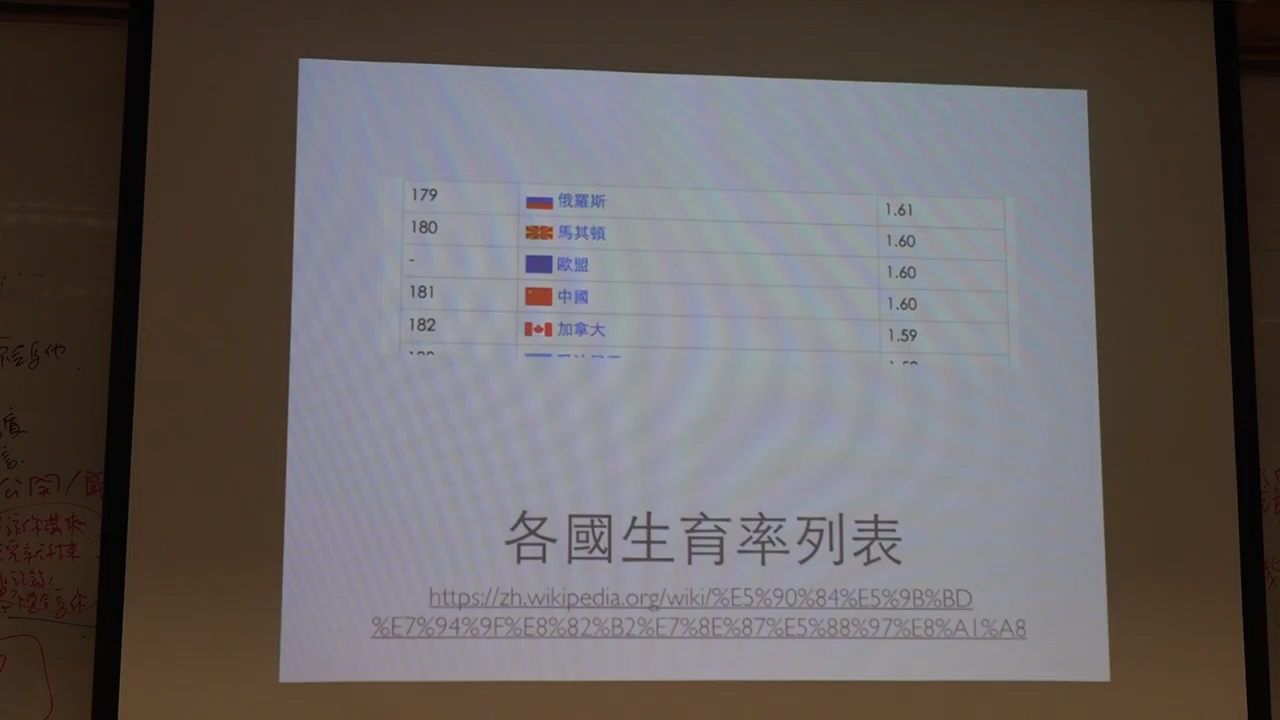 179 俄羅斯 1.61
180 馬其頓 1.60
- 歐盟 1.60
181 中國 1.60
182 加拿大 1.59
各國生育率列表
https://zh.wikipedia.org/wiki/%E5%90%84%E5%9B%BD
%E7%94%9F%E8%82%B2%E7%8E%87%E5%88%97%E8%A1%A8
公開/